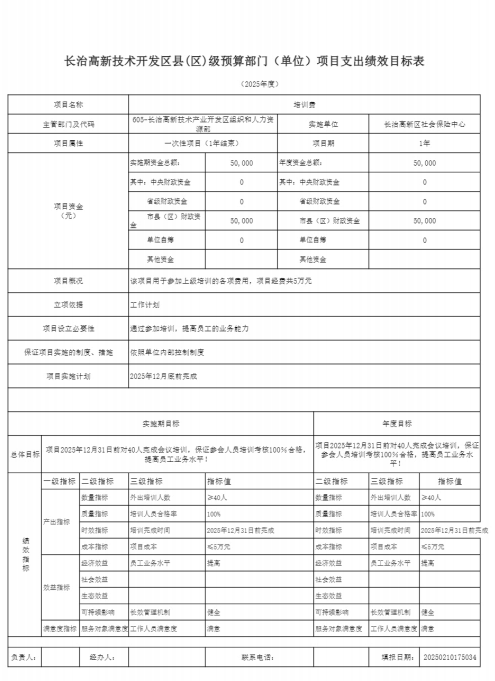 长治高新技术开发区县(区)级预算部门（单位）项目支出绩效目标表
（2025年度）
项目名称 培训费
主管部门及代码 605-长治高新技术产业开发区组织和人力资源部 实施单位 长治高新区社会保险中心
项目属性 一次性项目（1年结束） 项目期 1年
项目资金（元） 实施期资金总额： 50,000 年度资金总额： 50,000
其中：中央财政资金 0 其中：中央财政资金 0
省级财政资金 0 省级财政资金 0
市县（区）财政资金 50,000 市县（区）财政资金 50,000
单位自筹 0 单位自筹 0
其他资金 其他资金
项目概况 该项目用于参加上级培训的各项费用，项目经费共5万元
立项依据 工作计划
项目设立必要性 通过参加培训，提高员工的业务能力
保证项目实施的制度、措施 依照单位内部控制制度
项目实施计划 2025年12月底前完成
实施期目标 年度目标
总体目标 项目2025年12月31日前对40人完成会议培训，保证参会人员培训考核100%合格，提高员工业务水平！ 项目2025年12月31日前对40人完成会议培训，保证参会人员培训考核100%合格，提高员工业务水平！
绩效指标 一级指标 二级指标 三级指标 指标值 二级指标 三级指标 指标值
产出指标 数量指标 外出培训人数 ≥40人 数量指标 外出培训人数 ≥40人
质量指标 培训人员合格率 100% 质量指标 培训人员合格率 100%
时效指标 培训完成时间 2025年12月31日前完成 时效指标 培训完成时间 2025年12月31日前完成
成本指标 项目成本 ≤5万元 成本指标 项目成本 ≤5万元
效益指标 经济效益 员工业务水平 提高 经济效益 员工业务水平 提高
社会效益 社会效益
生态效益 生态效益
可持续影响 长效管理机制 健全 可持续影响 长效管理机制 健全
满意度指标 服务对象满意度 工作人员满意度 满意 服务对象满意度 工作人员满意度 满意
负责人： 经办人： 联系电话： 填报日期： 20250210175034